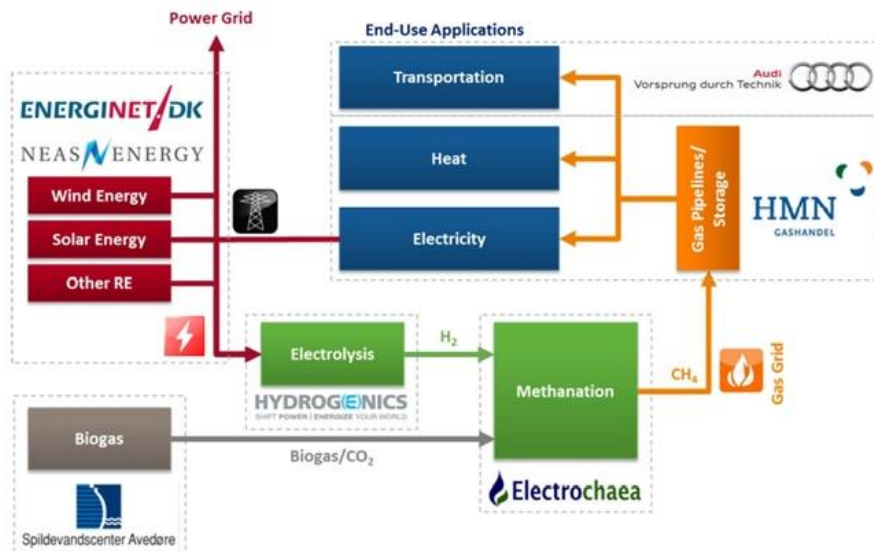 Power Grid
End-Use Applications
Transportation
Audi
Vorsprung durch Technik
ENERGINET/DK
NEAS ENERGY
Wind Energy
Solar Energy
Other RE
Heat
Electricity
Gas Pipelines/
Storage
HMN
GASHANDEL
Electrolysis
H₂
HYDROGENICS
SHIFT POWER | ENERGIZE YOUR WORLD
Methanation
CH₄
Gas Grid
Biogas
Biogas/CO₂
Electrochaea
Spildevandscenter Avedøre